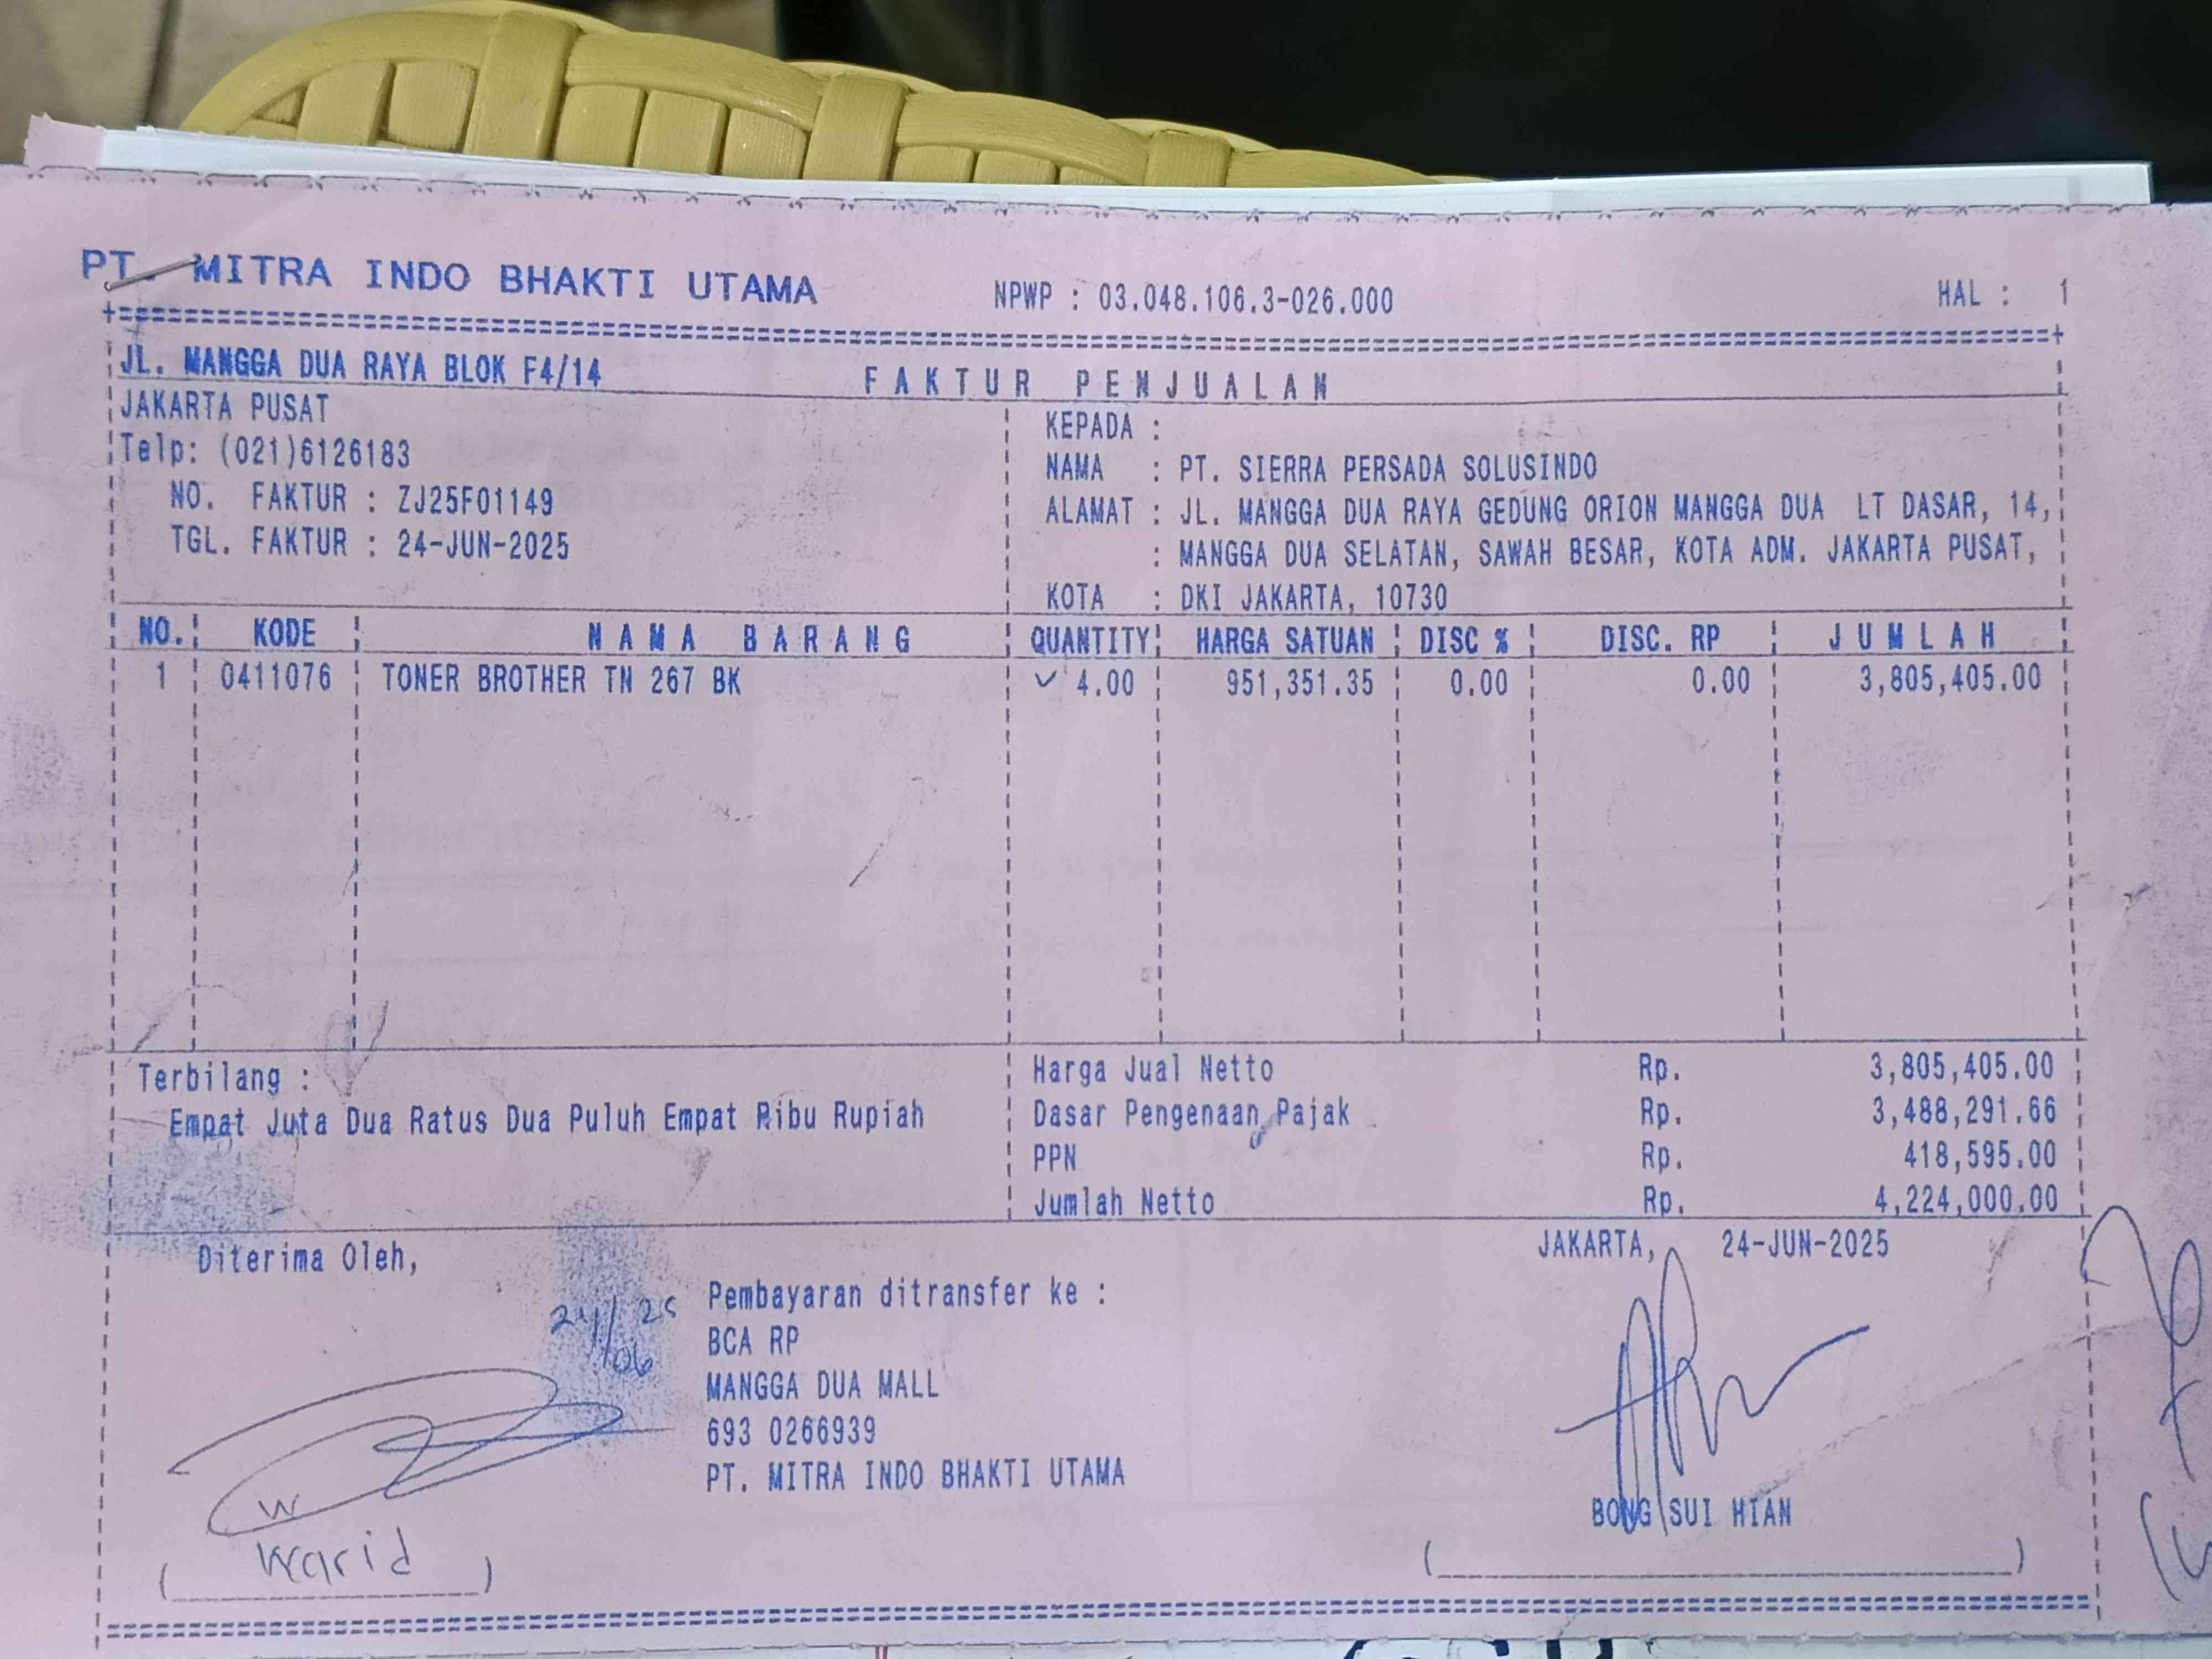 PT. MITRA INDO BHAKTI UTAMA NPWP : 03.048.106.3-026.000 HAL : 1
JL. MANGGA DUA RAYA BLOK F4/14 FAKTUR PENJUALAN
JAKARTA PUSAT
Telp: (021)6126183
NO. FAKTUR : ZJ25F01149
TGL. FAKTUR : 24-JUN-2025
KEPADA :
NAMA : PT. SIERRA PERSADA SOLUSINDO
ALAMAT : JL. MANGGA DUA RAYA GEDUNG ORION MANGGA DUA LT DASAR, 14,
: MANGGA DUA SELATAN, SAWAH BESAR, KOTA ADM. JAKARTA PUSAT,
KOTA : DKI JAKARTA, 10730
NO. KODE NAMA BARANG QUANTITY HARGA SATUAN DISC % DISC. RP JUMLAH
1 0411076 TONER BROTHER TN 267 BK ✓ 4.00 951,351.35 0.00 0.00 3,805,405.00
Terbilang :
Empat Juta Dua Ratus Dua Puluh Empat Ribu Rupiah
Harga Jual Netto Rp. 3,805,405.00
Dasar Pengenaan Pajak Rp. 3,488,291.66
PPN Rp. 418,595.00
Jumlah Netto Rp. 4,224,000.00
JAKARTA, 24-JUN-2025
Diterima Oleh,
24/06 25
Warid
Pembayaran ditransfer ke :
BCA RP
MANGGA DUA MALL
693 0266939
PT. MITRA INDO BHAKTI UTAMA
BONG SUI HIAN